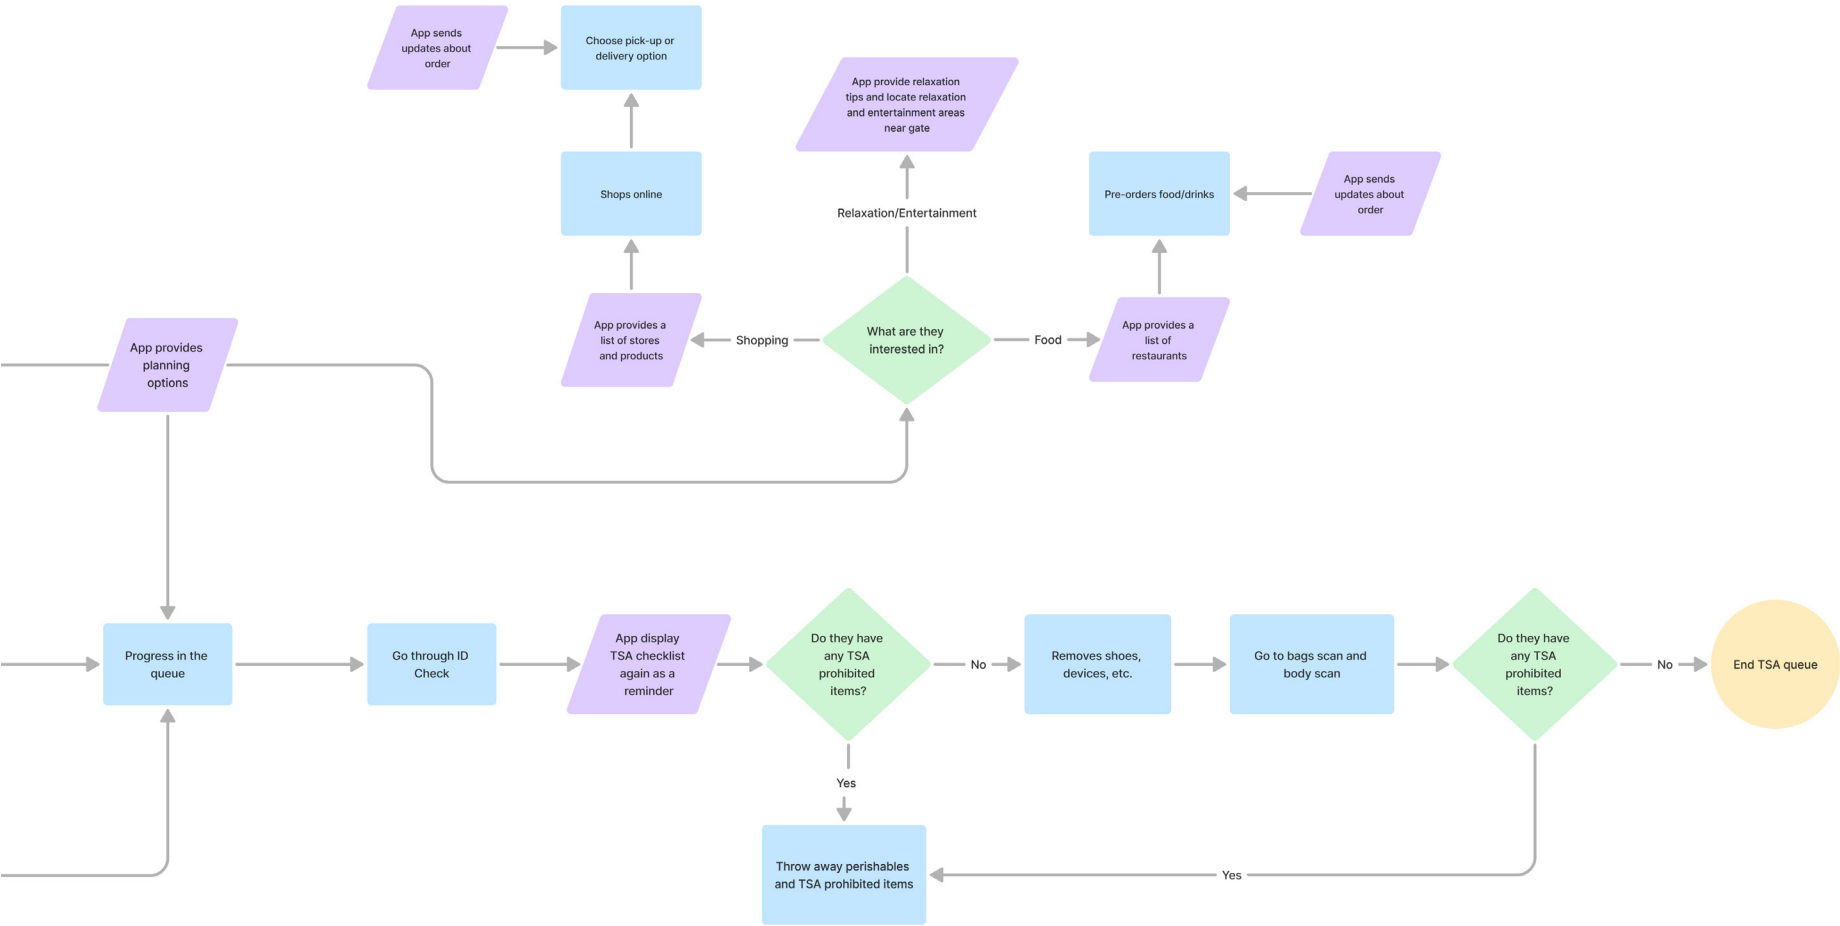 App sends
updates about
order
Choose pick-up or
delivery option
App provide relaxation
tips and locate relaxation
and entertainment areas
near gate
Shops online
Relaxation/Entertainment
Pre-orders food/drinks
App sends
updates about
order
App provides
planning
options
App provides a
list of stores
and products
Shopping
What are they
interested in?
Food
App provides a
list of
restaurants
Progress in the
queue
Go through ID
Check
App display
TSA checklist
again as a
reminder
Do they have
any TSA
prohibited
items?
No
Removes shoes,
devices, etc.
Go to bags scan and
body scan
Do they have
any TSA
prohibited
items?
No
End TSA queue
Yes
Throw away perishables
and TSA prohibited items
Yes